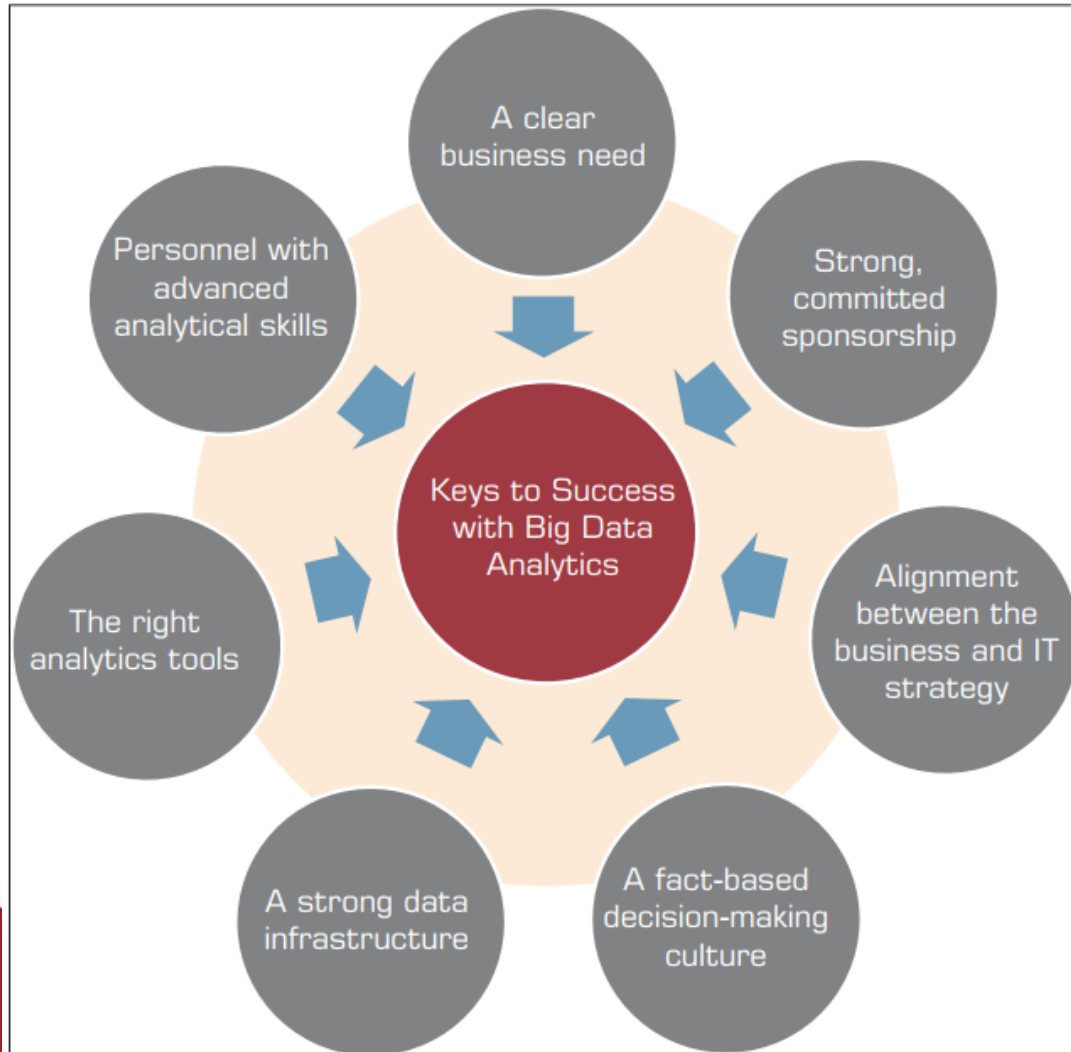 A clear
business need
Strong,
committed
sponsorship
Alignment
between the
business and IT
strategy
A fact-based
decision-making
culture
A strong data
infrastructure
The right
analytics tools
Personnel with
advanced
analytical skills
Keys to Success
with Big Data
Analytics